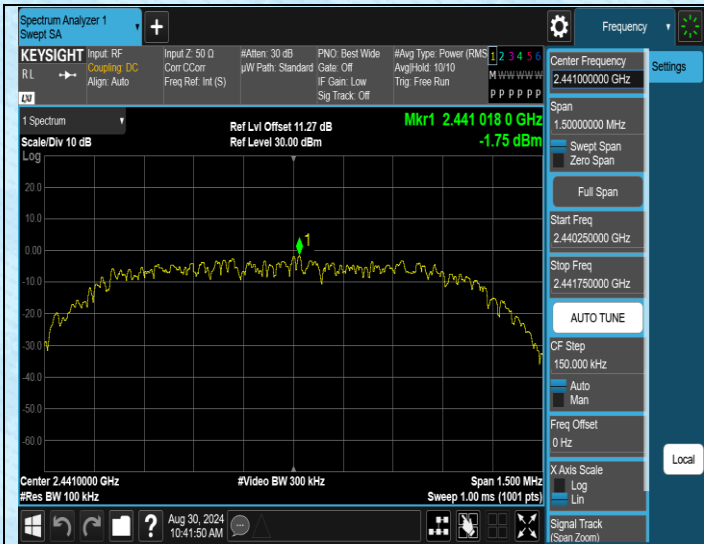 Spectrum Analyzer 1
Swept SA
+
Frequency
KEYSIGHT
RL
LXI
Input: RF
Coupling: DC
Align: Auto
Input Z: 50 Ω
Corr CCorr
Freq Ref: Int (S)
#Atten: 30 dB
µW Path: Standard
PNO: Best Wide
Gate: Off
IF Gain: Low
Sig Track: Off
#Avg Type: Power (RMS
Avg|Hold: 10/10
Trig: Free Run
1 2 3 4 5 6
M W W W W W
P P P P P P
Center Frequency
2.441000000 GHz
Settings
Span
1.50000000 MHz
Swept Span
Zero Span
Full Span
Start Freq
2.440250000 GHz
Stop Freq
2.441750000 GHz
AUTO TUNE
CF Step
150.000 kHz
Auto
Man
Freq Offset
0 Hz
X Axis Scale
Log
Lin
Signal Track
(Span Zoom)
Local
1 Spectrum
Scale/Div 10 dB
Ref Lvl Offset 11.27 dB
Ref Level 30.00 dBm
Mkr1 2.441 018 0 GHz
-1.75 dBm
Log
20.0
10.0
0.00
-10.0
-20.0
-30.0
-40.0
-50.0
-60.0
1
Center 2.4410000 GHz
#Res BW 100 kHz
#Video BW 300 kHz
Span 1.500 MHz
Sweep 1.00 ms (1001 pts)
?
Aug 30, 2024
10:41:50 AM